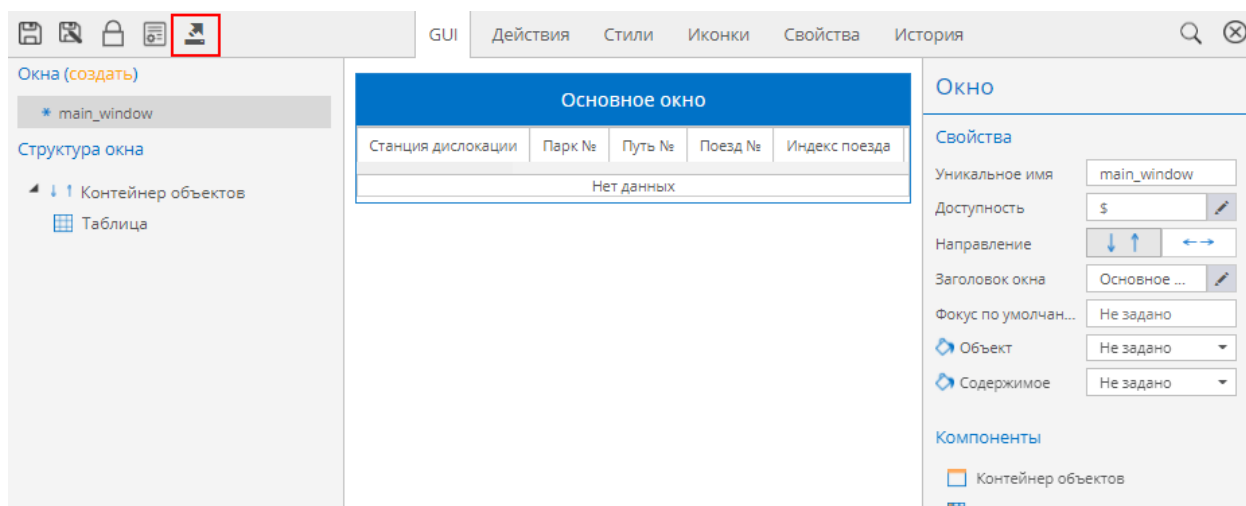 GUI Действия Стили Иконки Свойства История
Окна (создать)
* main_window
Структура окна
Контейнер объектов
Таблица
Основное окно
Станция дислокации Парк № Путь № Поезд № Индекс поезда
Нет данных
Окно
Свойства
Уникальное имя main_window
Доступность $
Направление
Заголовок окна Основное ...
Фокус по умолчан... Не задано
Объект Не задано
Содержимое Не задано
Компоненты
Контейнер объектов